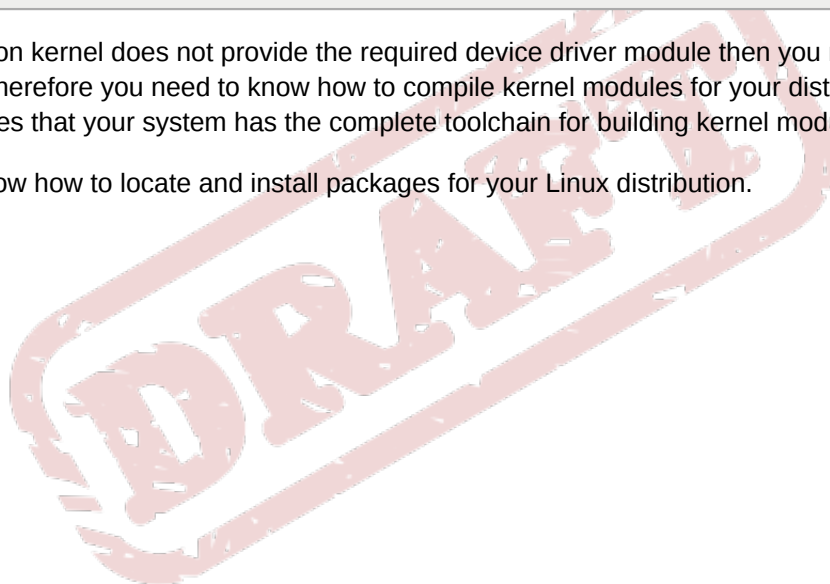 on kernel does not provide the required device driver module then you
herefore you need to know how to compile kernel modules for your dist
es that your system has the complete toolchain for building kernel mod
ow how to locate and install packages for your Linux distribution.
DRAFT